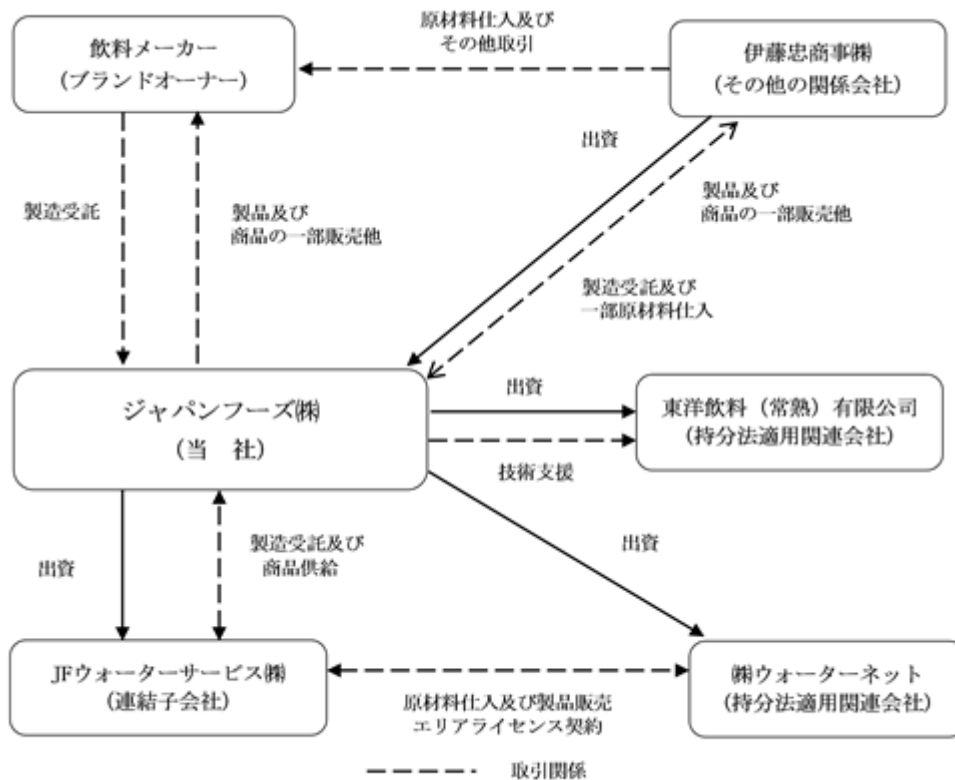 原材料仕入及び
その他取引
飲料メーカー
(ブランドオーナー)
伊藤忠商事㈱
(その他の関係会社)
出資
製造受託
製品及び
商品の一部販売他
製品及び
商品の一部販売他
製造受託及び
一部原材料仕入
ジャパンフーズ㈱
(当　社)
出資
東洋飲料（常熟）有限公司
(持分法適用関連会社)
技術支援
出資
製造受託及び
商品供給
出資
JFウォーターサービス㈱
(連結子会社)
㈱ウォーターネット
(持分法適用関連会社)
原材料仕入及び製品販売
エリアライセンス契約
取引関係